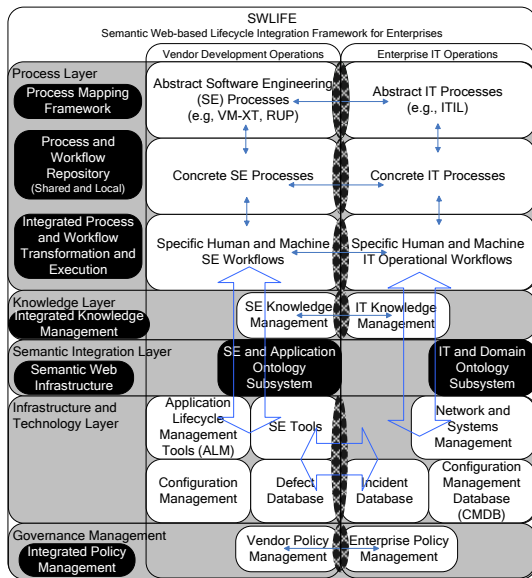 SWLIFE
Semantic Web-based Lifecycle Integration Framework for Enterprises
Vendor Development Operations
Enterprise IT Operations
Process Layer
Process Mapping
Framework
Abstract Software Engineering
(SE) Processes
(e.g, VM-XT, RUP)
Abstract IT Processes
(e.g., ITIL)
Process and
Workflow
Repository
(Shared and Local)
Concrete SE Processes
Concrete IT Processes
Integrated Process
and Workflow
Transformation and
Execution
Specific Human and Machine
SE Workflows
Specific Human and Machine
IT Operational Workflows
Knowledge Layer
Integrated Knowledge
Management
SE Knowledge
Management
IT Knowledge
Management
Semantic Integration Layer
Semantic Web
Infrastructure
SE and Application
Ontology
Subsystem
IT and Domain
Ontology
Subsystem
Infrastructure and
Technology Layer
Application
Lifecycle
Management
Tools (ALM)
SE Tools
Network and
Systems
Management
Configuration
Management
Defect
Database
Incident
Database
Configuration
Management
Database
(CMDB)
Governance Management
Integrated Policy
Management
Vendor Policy
Management
Enterprise Policy
Management